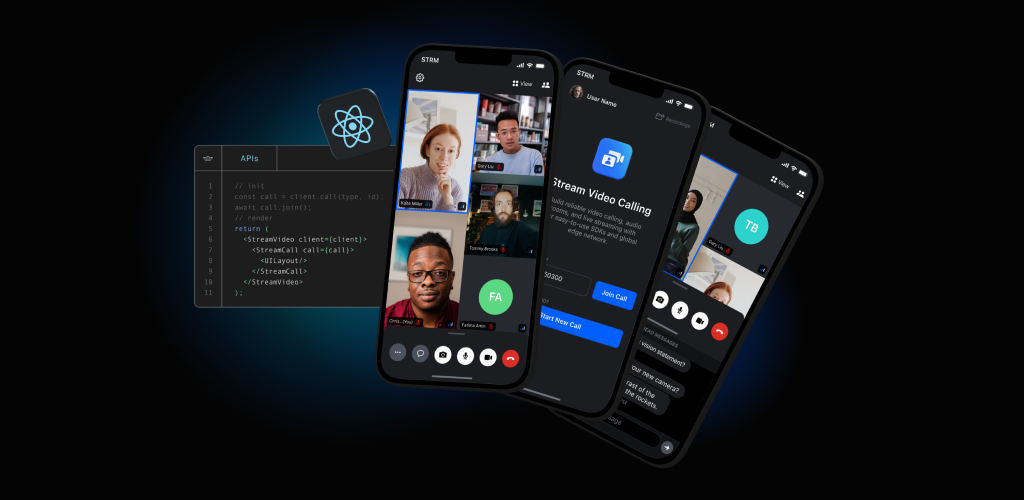 APIs
1 // init
2 const call = client.call(type, id);
3 await call.join();
4 // render
5 return (
6 <StreamVideo client={client}>
7 <StreamCall call={call}>
8 <UILayout/>
9 </StreamCall>
10 </StreamVideo>
11 );
STRM
View
Katie Miller
Gary Liu
Tommy Brooks
Chris... (You)
FA
Fatima Amin
STRM
User Name
Recordings
Stream Video Calling
build reliable video calling, audio
rooms, and live streaming with
easy-to-use SDKs and global
edge network.
Join Call
Start New Call
View
TB
Gary Liu
vision statement?
our new camera?
rast of the
the rockets.